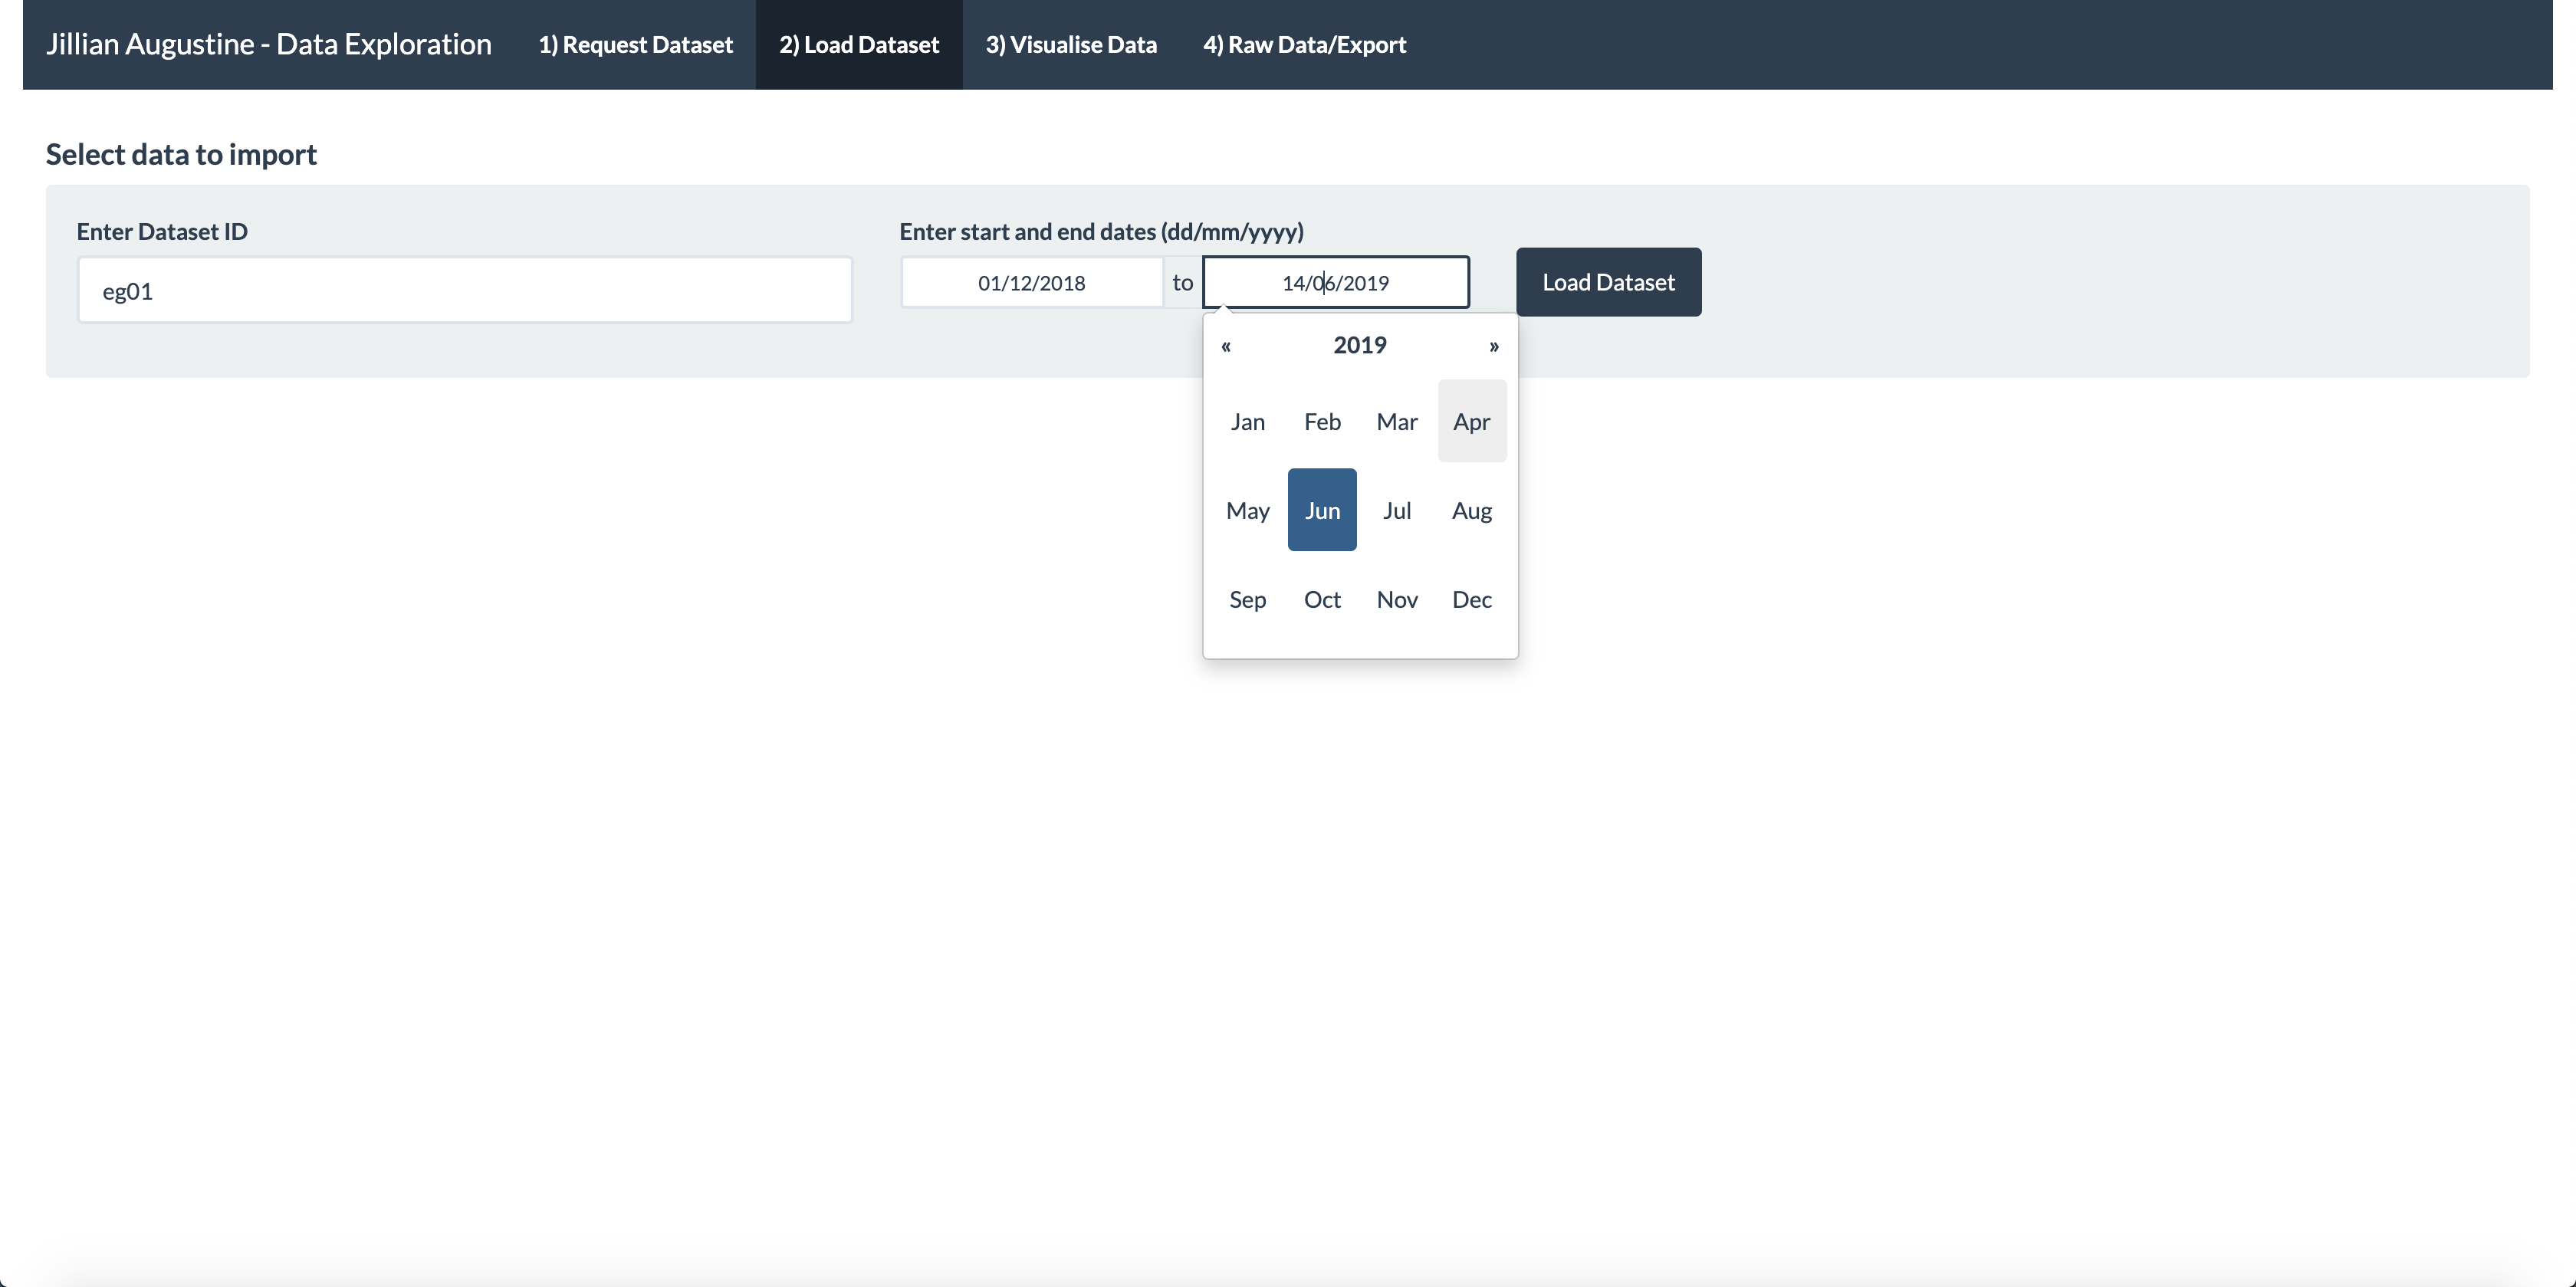 Jillian Augustine - Data Exploration 1) Request Dataset 2) Load Dataset 3) Visualise Data 4) Raw Data/Export
Select data to import
Enter Dataset ID
eg01
Enter start and end dates (dd/mm/yyyy)
01/12/2018 to 14/06/2019
Load Dataset
« 2019 »
Jan Feb Mar Apr
May Jun Jul Aug
Sep Oct Nov Dec